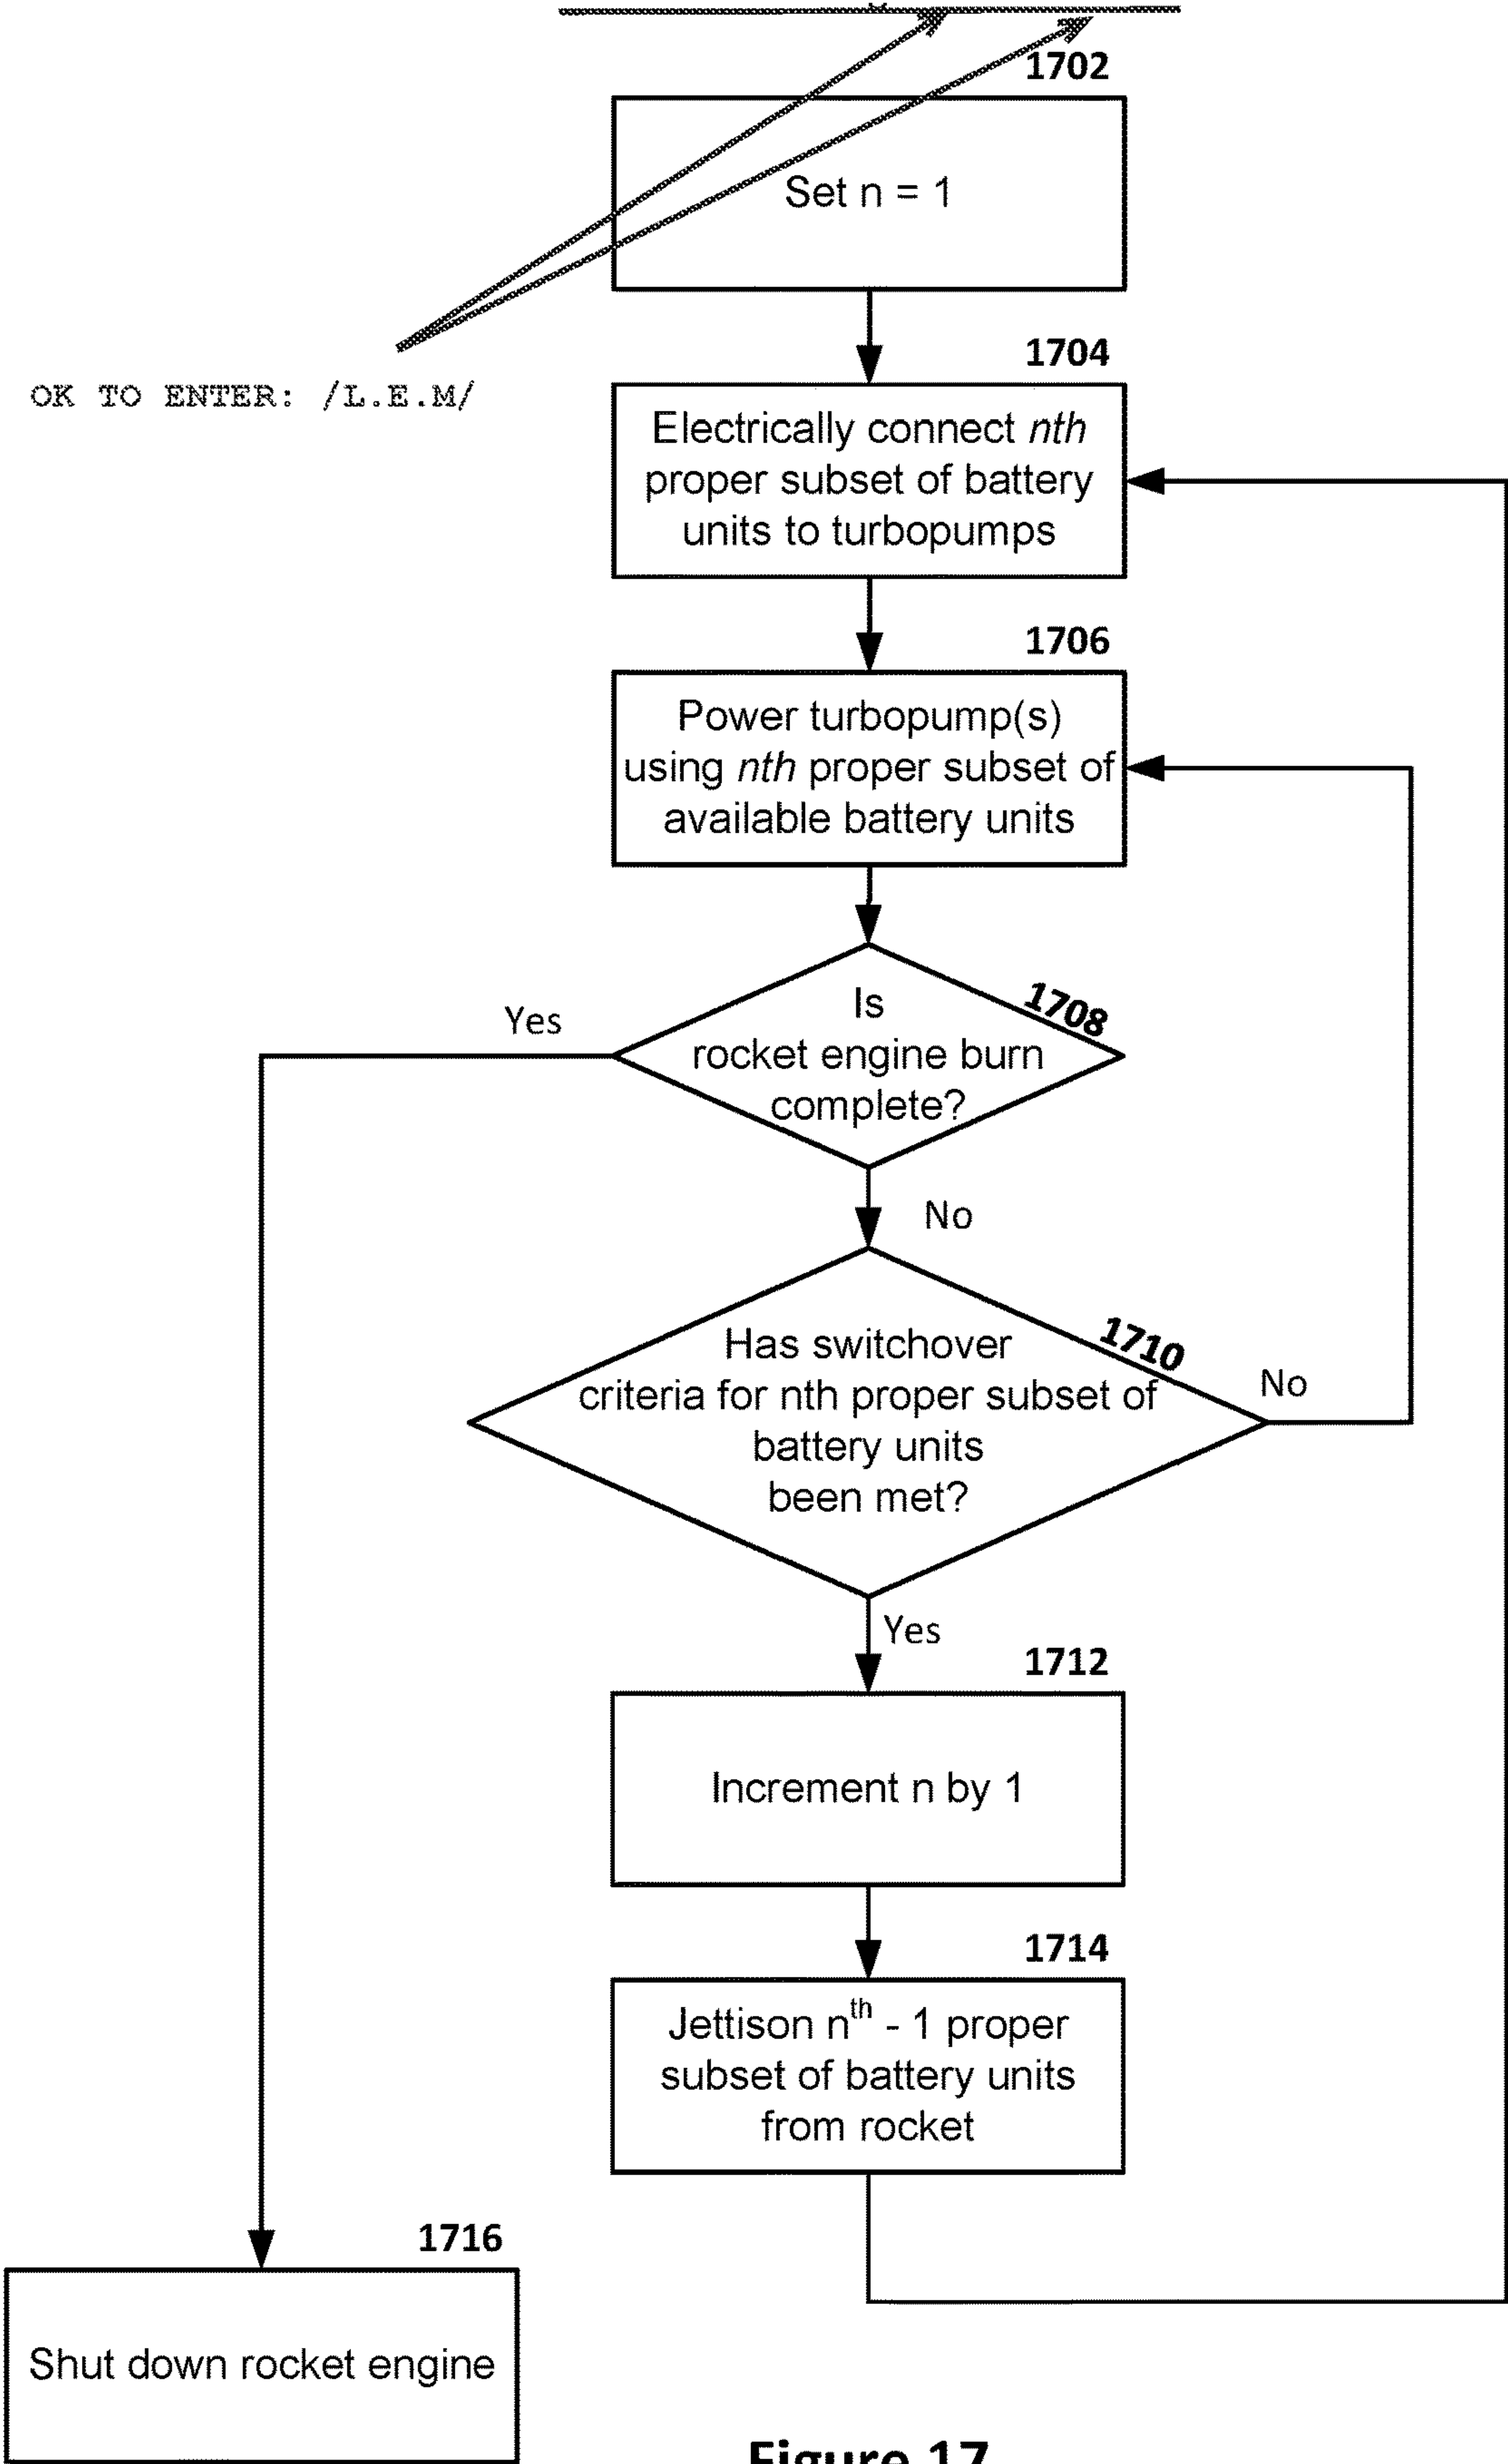 1702
Set n = 1
1704
OK TO ENTER: /L.E.M/
Electrically connect nth
proper subset of battery
units to turbopumps
1706
Power turbopump(s)
using nth proper subset of
available battery units
1708
Is
rocket engine burn
complete?
Yes
No
1710
Has switchover
criteria for nth proper subset of
battery units
been met?
No
Yes
1712
Increment n by 1
1714
Jettison nth - 1 proper
subset of battery units
from rocket
1716
Shut down rocket engine
Figure 17